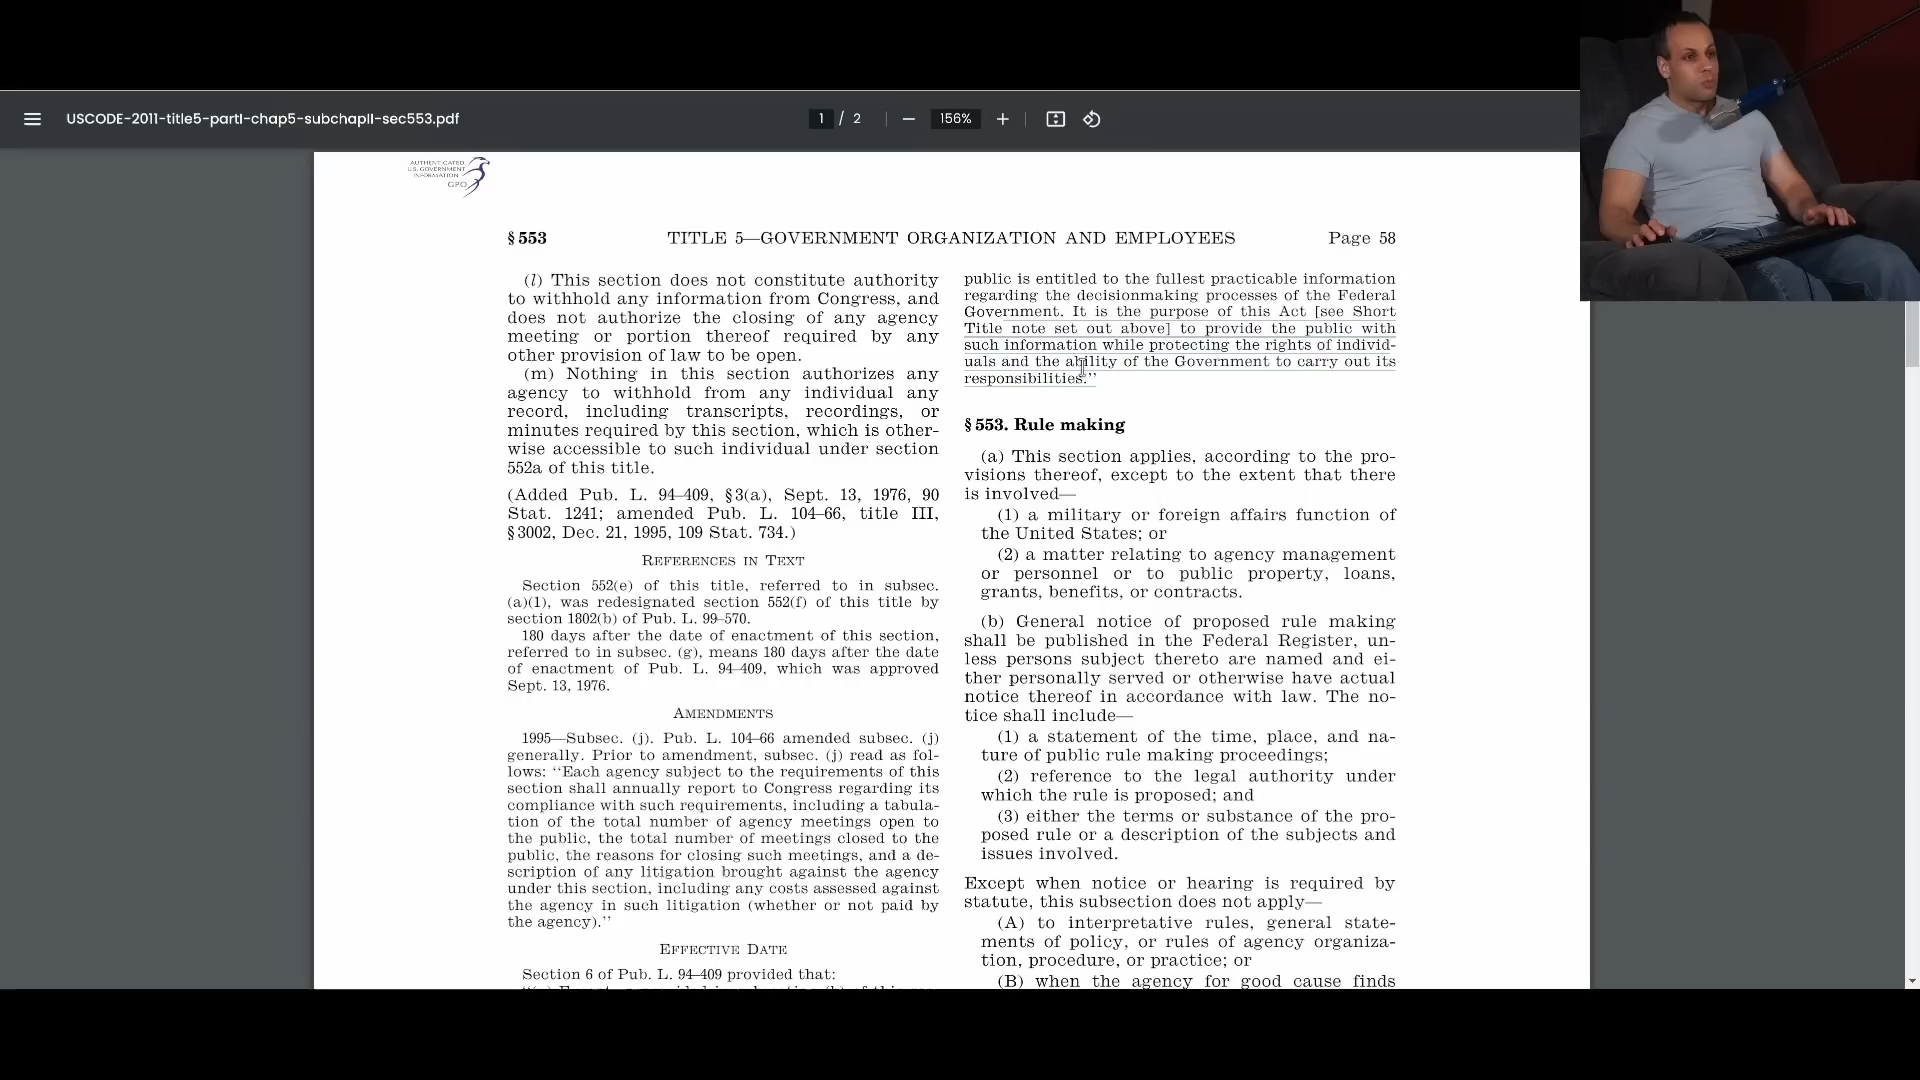 USCODE-2011-title5-partI-chap5-subchapII-sec553.pdf
1 / 2
156%
AUTHENTICATED
U.S. GOVERNMENT
INFORMATION
GPO
§ 553
TITLE 5—GOVERNMENT ORGANIZATION AND EMPLOYEES
Page 58
(l) This section does not constitute authority
to withhold any information from Congress, and
does not authorize the closing of any agency
meeting or portion thereof required by any
other provision of law to be open.
(m) Nothing in this section authorizes any
agency to withhold from any individual any
record, including transcripts, recordings, or
minutes required by this section, which is other-
wise accessible to such individual under section
552a of this title.
(Added Pub. L. 94–409, § 3(a), Sept. 13, 1976, 90
Stat. 1241; amended Pub. L. 104–66, title III,
§ 3002, Dec. 21, 1995, 109 Stat. 734.)
REFERENCES IN TEXT
Section 552(e) of this title, referred to in subsec.
(a)(1), was redesignated section 552(f) of this title by
section 1802(b) of Pub. L. 99–570.
180 days after the date of enactment of this section,
referred to in subsec. (g), means 180 days after the date
of enactment of Pub. L. 94–409, which was approved
Sept. 13, 1976.
AMENDMENTS
1995—Subsec. (j). Pub. L. 104–66 amended subsec. (j)
generally. Prior to amendment, subsec. (j) read as fol-
lows: ‘‘Each agency subject to the requirements of this
section shall annually report to Congress regarding its
compliance with such requirements, including a tabula-
tion of the total number of agency meetings open to
the public, the total number of meetings closed to the
public, the reasons for closing such meetings, and a de-
scription of any litigation brought against the agency
under this section, including any costs assessed against
the agency in such litigation (whether or not paid by
the agency).’’
EFFECTIVE DATE
Section 6 of Pub. L. 94–409 provided that:
public is entitled to the fullest practicable information
regarding the decisionmaking processes of the Federal
Government. It is the purpose of this Act [see Short
Title note set out above] to provide the public with
such information while protecting the rights of individ-
uals and the ability of the Government to carry out its
responsibilities.’’
§ 553. Rule making
(a) This section applies, according to the pro-
visions thereof, except to the extent that there
is involved—
(1) a military or foreign affairs function of
the United States; or
(2) a matter relating to agency management
or personnel or to public property, loans,
grants, benefits, or contracts.
(b) General notice of proposed rule making
shall be published in the Federal Register, un-
less persons subject thereto are named and ei-
ther personally served or otherwise have actual
notice thereof in accordance with law. The no-
tice shall include—
(1) a statement of the time, place, and na-
ture of public rule making proceedings;
(2) reference to the legal authority under
which the rule is proposed; and
(3) either the terms or substance of the pro-
posed rule or a description of the subjects and
issues involved.
Except when notice or hearing is required by
statute, this subsection does not apply—
(A) to interpretative rules, general state-
ments of policy, or rules of agency organiza-
tion, procedure, or practice; or
(B) when the agency for good cause finds